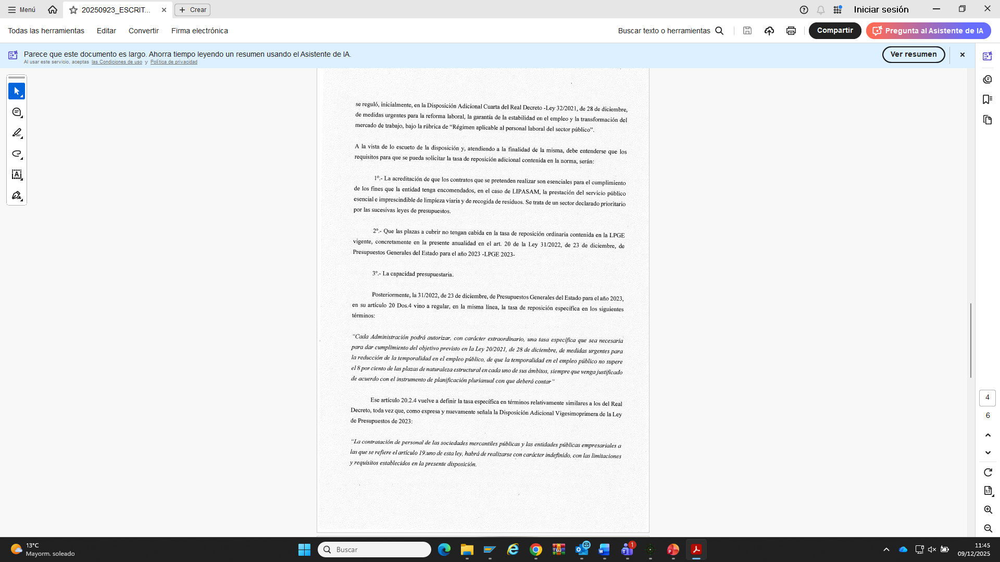 Menú
20250923_ESCRIT...
Crear
Iniciar sesión
Todas las herramientas
Editar
Convertir
Firma electrónica
Buscar texto o herramientas
Compartir
Pregunta al Asistente de IA
Parece que este documento es largo. Ahorra tiempo leyendo un resumen usando el Asistente de IA.
Al usar este servicio, aceptas las Condiciones de uso y Política de privacidad
Ver resumen
se reguló, inicialmente, en la Disposición Adicional Cuarta del Real Decreto -Ley 32/2021, de 28 de diciembre,
de medidas urgentes para la reforma laboral, la garantía de la estabilidad en el empleo y la transformación del
mercado de trabajo, bajo la rúbrica de “Régimen aplicable al personal laboral del sector público”.
A la vista de lo escueto de la disposición y, atendiendo a la finalidad de la misma, debe entenderse que los
requisitos para que se pueda solicitar la tasa de reposición adicional contenida en la norma, serán:
1º.- La acreditación de que los contratos que se pretenden realizar son esenciales para el cumplimiento
de los fines que la entidad tenga encomendados, en el caso de LIPASAM, la prestación del servicio público
esencial e imprescindible de limpieza viaria y de recogida de residuos. Se trata de un sector declarado prioritario
por las sucesivas leyes de presupuestos.
2º.- Que las plazas a cubrir no tengan cabida en la tasa de reposición ordinaria contenida en la LPGE
vigente, concretamente en la presente anualidad en el art. 20 de la Ley 31/2022, de 23 de diciembre, de
Presupuestos Generales del Estado para el año 2023 -LPGE 2023-
3º.- La capacidad presupuestaria.
Posteriormente, la 31/2022, de 23 de diciembre, de Presupuestos Generales del Estado para el año 2023,
en su artículo 20 Dos.4 vino a regular, en la misma línea, la tasa de reposición específica en los siguientes
términos:
“Cada Administración podrá autorizar, con carácter extraordinario, una tasa específica que sea necesaria
para dar cumplimiento del objetivo previsto en la Ley 20/2021, de 28 de diciembre, de medidas urgentes para
la reducción de la temporalidad en el empleo público, de que la temporalidad en el empleo público no supere
el 8 por ciento de las plazas de naturaleza estructural en cada uno de sus ámbitos, siempre que venga justificado
de acuerdo con el instrumento de planificación plurianual con que deberá contar”
Ese artículo 20.2.4 vuelve a definir la tasa específica en términos relativamente similares a los del Real
Decreto, toda vez que, como expresa y nuevamente señala la Disposición Adicional Vigesimoprimera de la Ley
de Presupuestos de 2023:
“La contratación de personal de las sociedades mercantiles públicas y las entidades públicas empresariales a
las que se refiere el artículo 19.uno de esta ley, habrá de realizarse con carácter indefinido, con las limitaciones
y requisitos establecidos en la presente disposición.
4
6
1:1
13°C
Mayorm. soleado
Buscar
1
11:45
09/12/2025